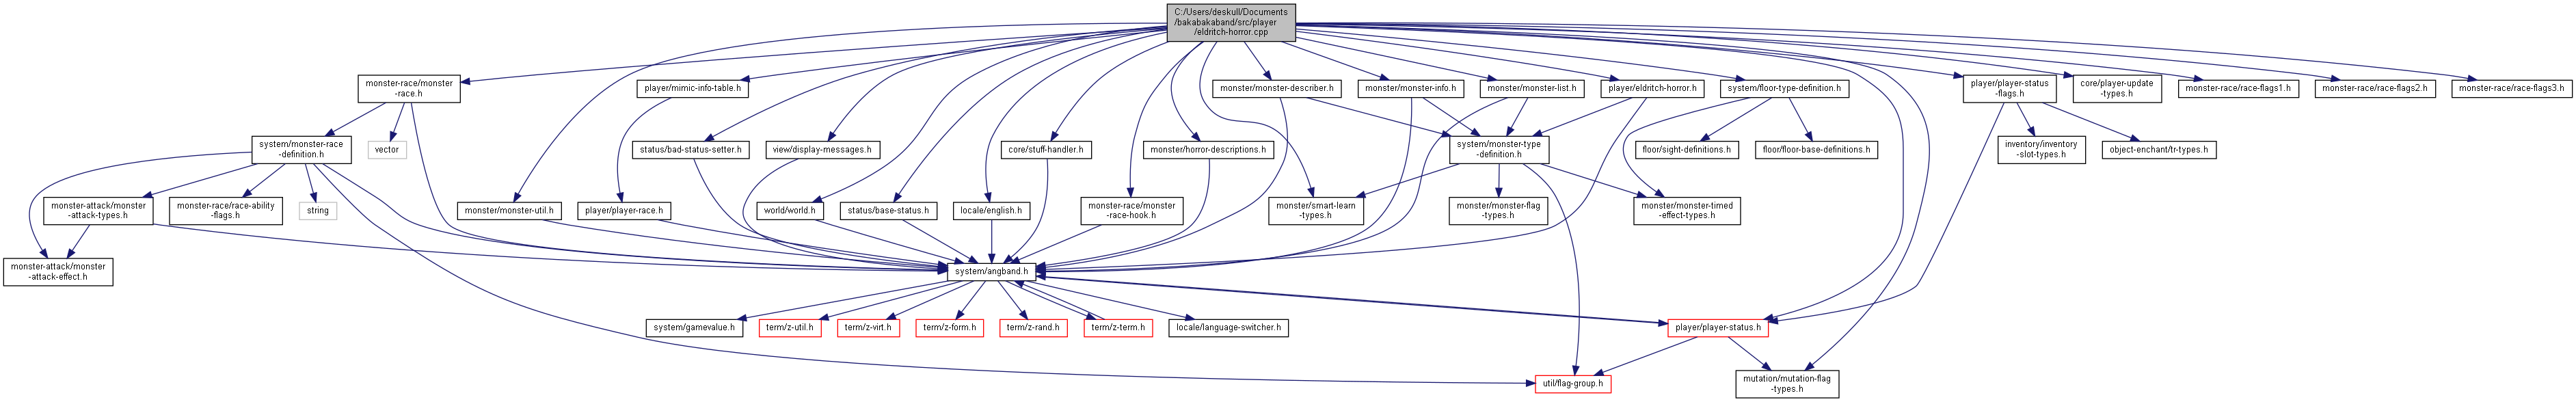 C:/Users/deskull/Documents
/bakabakaband/src/player
/eldritch-horror.cpp
monster-race/monster
-race.h
player/mimic-info-table.h
monster/monster-describer.h
monster/monster-info.h
monster/monster-list.h
player/eldritch-horror.h
system/floor-type-definition.h
player/player-status
-flags.h
core/player-update
-types.h
monster-race/race-flags1.h
monster-race/race-flags2.h
monster-race/race-flags3.h
system/monster-race
-definition.h
vector
status/bad-status-setter.h
view/display-messages.h
core/stuff-handler.h
monster/horror-descriptions.h
system/monster-type
-definition.h
floor/sight-definitions.h
floor/floor-base-definitions.h
inventory/inventory
-slot-types.h
object-enchant/tr-types.h
monster-attack/monster
-attack-types.h
monster-race/race-ability
-flags.h
string
monster/monster-util.h
player/player-race.h
world/world.h
status/base-status.h
locale/english.h
monster-race/monster
-race-hook.h
monster/smart-learn
-types.h
monster/monster-flag
-types.h
monster/monster-timed
-effect-types.h
monster-attack/monster
-attack-effect.h
system/angband.h
system/gamevalue.h
term/z-util.h
term/z-virt.h
term/z-form.h
term/z-rand.h
term/z-term.h
locale/language-switcher.h
player/player-status.h
util/flag-group.h
mutation/mutation-flag
-types.h